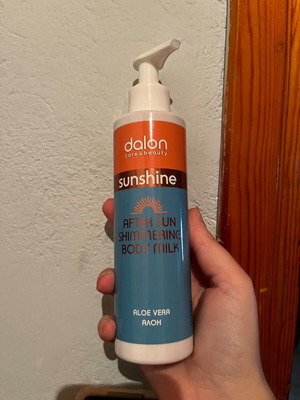 dalon
care & beauty
sunshine
AFTER SUN
SHIMMERING
BODY MILK
ALOE VERA
ΑΛΟΗ